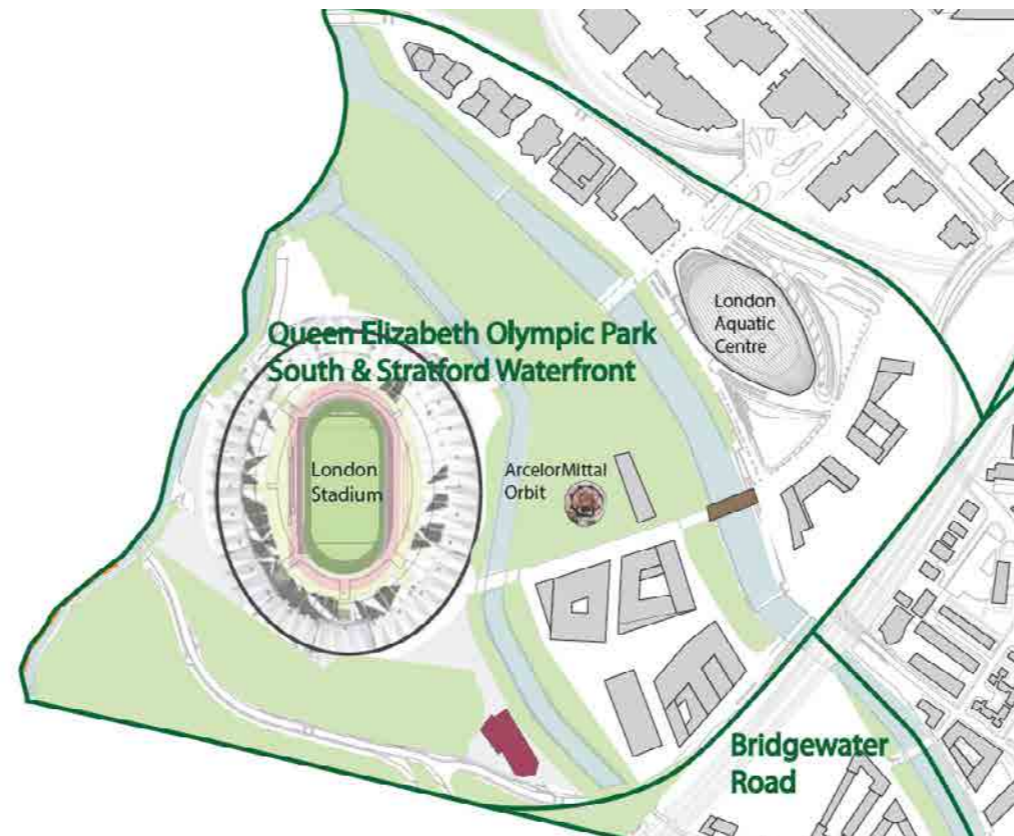 London
Aquatic
Centre
Queen Elizabeth Olympic Park
South & Stratford Waterfront
London
Stadium
ArcelorMittal
Orbit
Bridgewater
Road